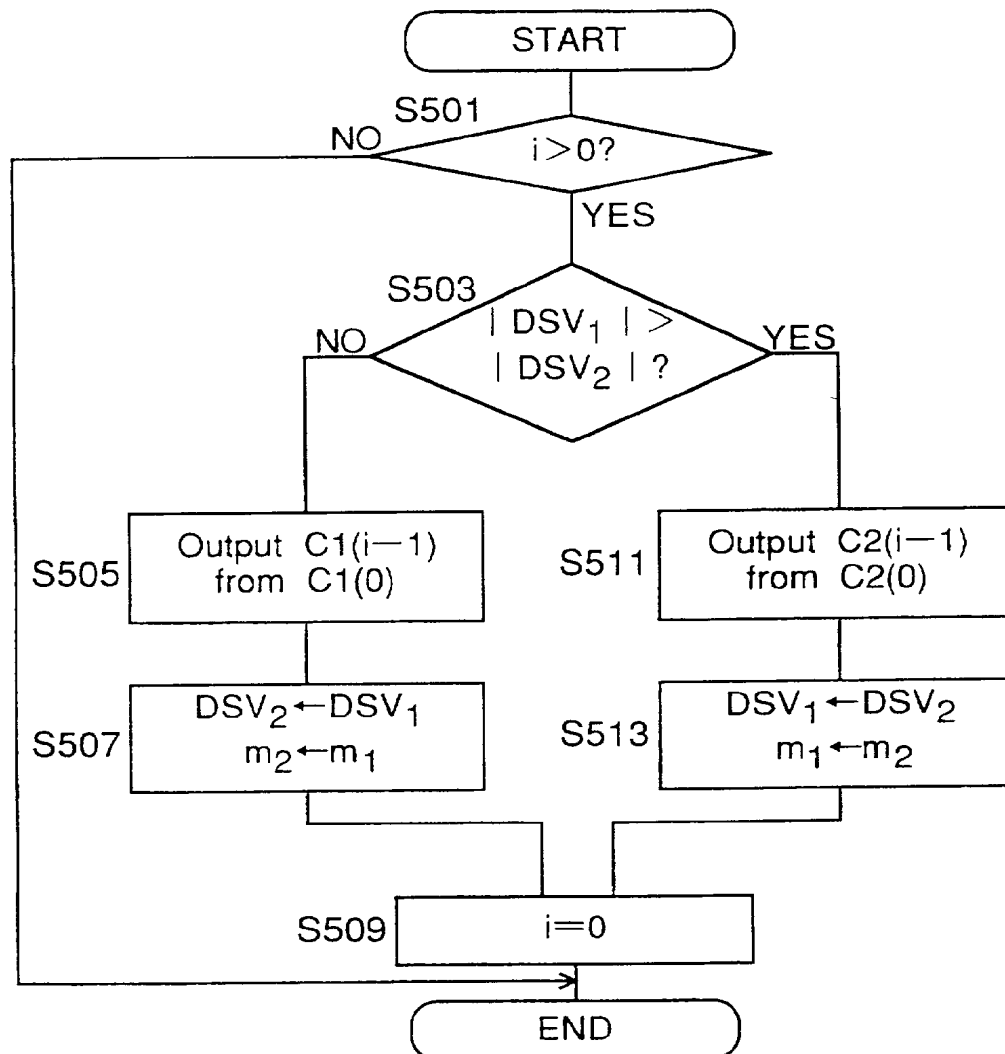 START
S501
NO
i>0?
YES
S503
NO
| DSV1 | >
| DSV2 | ?
YES
S505
Output C1(i−1)
from C1(0)
S511
Output C2(i−1)
from C2(0)
S507
DSV2←DSV1
m2←m1
S513
DSV1←DSV2
m1←m2
S509
i=0
END